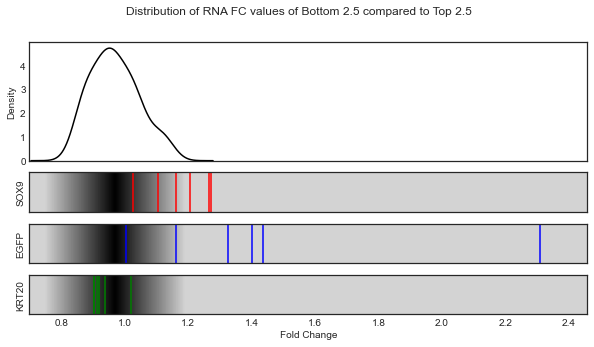 Distribution of RNA FC values of Bottom 2.5 compared to Top 2.5
Density
4
3
2
1
0
SOX9
EGFP
KRT20
0.8 1.0 1.2 1.4 1.6 1.8 2.0 2.2 2.4
Fold Change